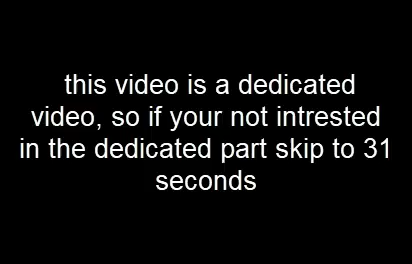 this video is a dedicated
video, so if your not intrested
in the dedicated part skip to 31
seconds